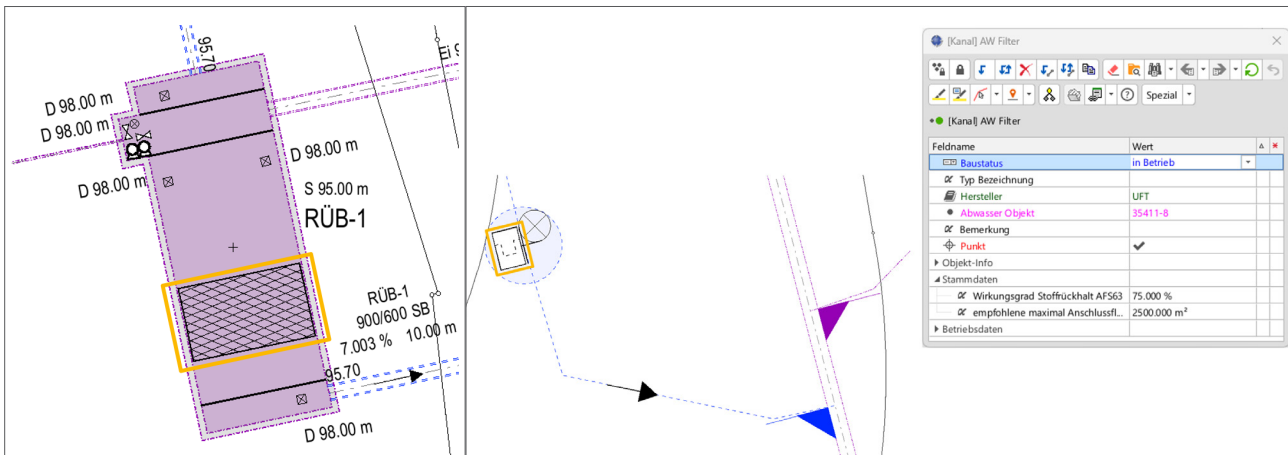 95.70
Ei 9
D 98.00 m
D 98.00 m
D 98.00 m
D 98.00 m
S 95.00 m
RÜB-1
RÜB-1
900/600 SB
7.003 % 10.00 m
95.70
D 98.00 m
[Kanal] AW Filter
Spezial
[Kanal] AW Filter
Feldname Wert
Baustatus in Betrieb
Typ Bezeichnung
Hersteller UFT
Abwasser Objekt 35411-8
Bemerkung
Punkt
Objekt-Info
Stammdaten
Wirkungsgrad Stoffrückhalt AFS63 75.000 %
empfohlene maximal Anschlussfl... 2500.000 m²
Betriebsdaten